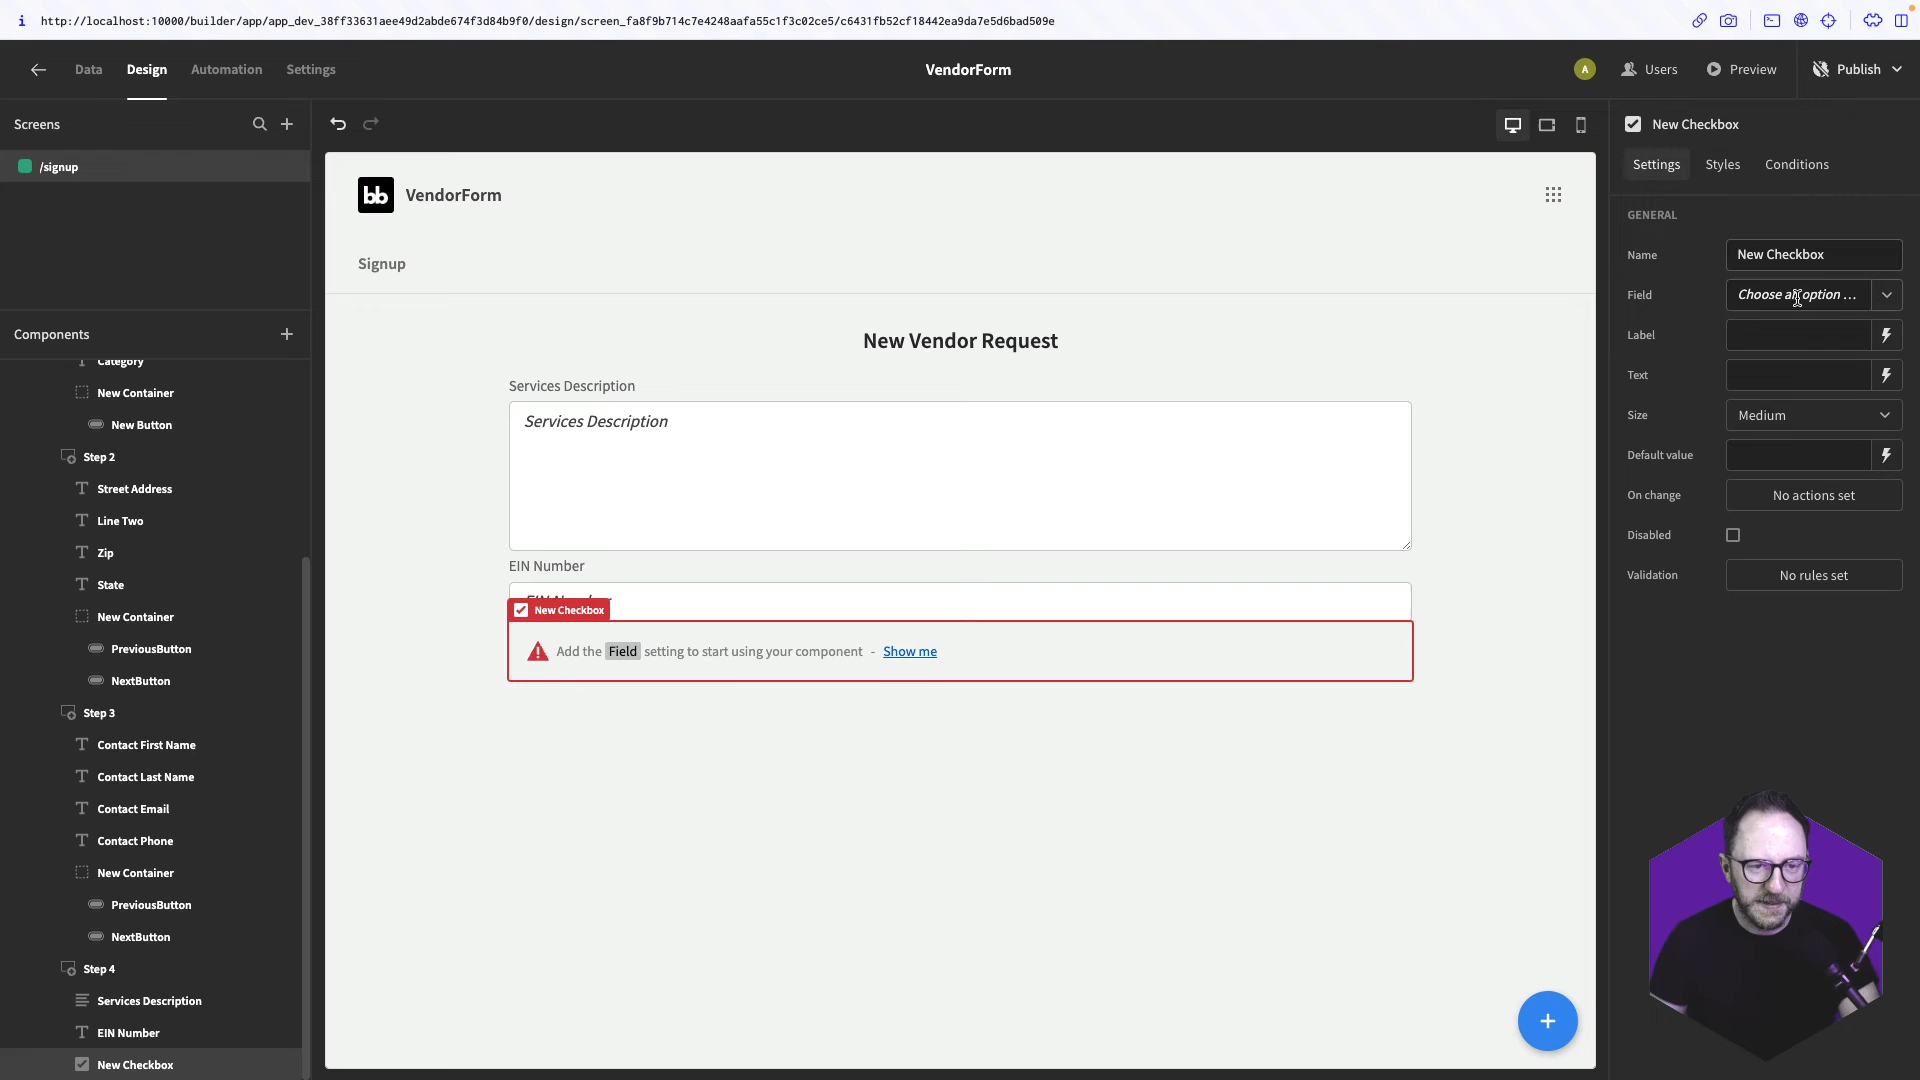 i http://localhost:10000/builder/app/app_dev_38ff33631aee49d2abde674f3d84b9f0/design/screen_fa8f9b714c7e4248aafa55c1f3c02ce5/c6431fb52cf18442ea9da7e5d6bad509e
Data Design Automation Settings
VendorForm
A Users Preview Publish
Screens
/signup
Components
Category
New Container
New Button
Step 2
Street Address
Line Two
Zip
State
New Container
PreviousButton
NextButton
Step 3
Contact First Name
Contact Last Name
Contact Email
Contact Phone
New Container
PreviousButton
NextButton
Step 4
Services Description
EIN Number
New Checkbox
bb VendorForm
Signup
New Vendor Request
Services Description
Services Description
EIN Number
New Checkbox
Add the Field setting to start using your component - Show me
+
New Checkbox
Settings Styles Conditions
GENERAL
Name New Checkbox
Field Choose an option ...
Label
Text
Size Medium
Default value
On change No actions set
Disabled
Validation No rules set